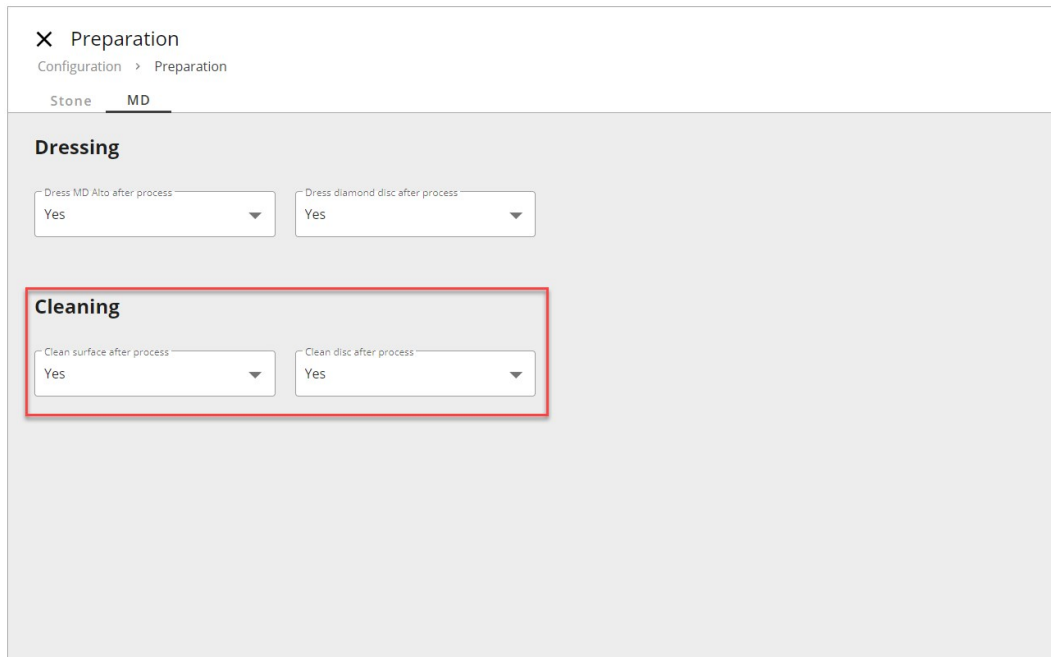 Preparation
Configuration > Preparation
Stone MD
Dressing
Dress MD Alto after process Dress diamond disc after process
Yes Yes
Cleaning
Clean surface after process Clean disc after process
Yes Yes